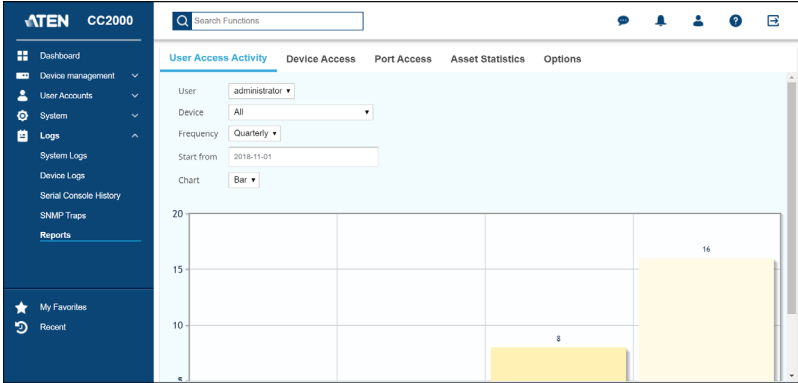 ATEN CC2000
Search Functions
Dashboard
Device management
User Accounts
System
Logs
System Logs
Device Logs
Serial Console History
SNMP Traps
Reports
My Favorites
Recent
User Access Activity Device Access Port Access Asset Statistics Options
User administrator
Device All
Frequency Quarterly
Start from 2018-11-01
Chart Bar
20
16
15
10
8
5